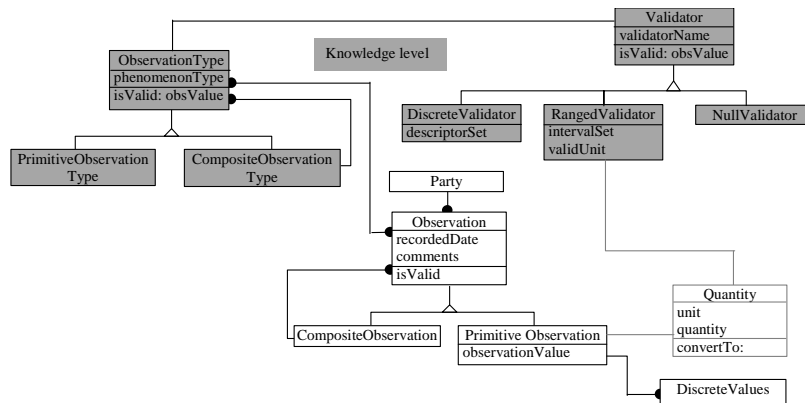 Validator
validatorName
isValid: obsValue
ObservationType
phenomenonType
isValid: obsValue
Knowledge level
DiscreteValidator
descriptorSet
RangedValidator
intervalSet
validUnit
NullValidator
PrimitiveObservation
Type
CompositeObservation
Type
Party
Observation
recordedDate
comments
isValid
Quantity
unit
quantity
convertTo:
CompositeObservation
Primitive Observation
observationValue
DiscreteValues